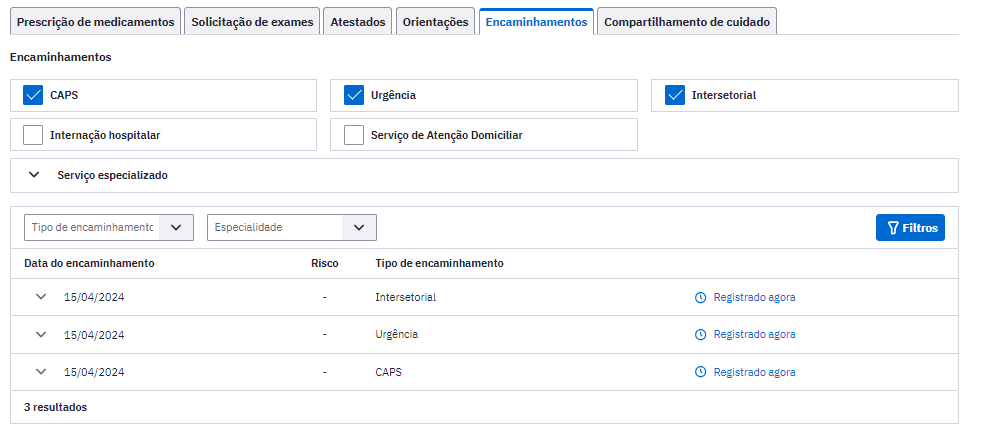 Prescrição de medicamentos Solicitação de exames Atestados Orientações Encaminhamentos Compartilhamento de cuidado
Encaminhamentos
CAPS Urgência Intersetorial
Internação hospitalar Serviço de Atenção Domiciliar
Serviço especializado
Tipo de encaminhamento Especialidade Filtros
Data do encaminhamento Risco Tipo de encaminhamento
15/04/2024 - Intersetorial Registrado agora
15/04/2024 - Urgência Registrado agora
15/04/2024 - CAPS Registrado agora
3 resultados